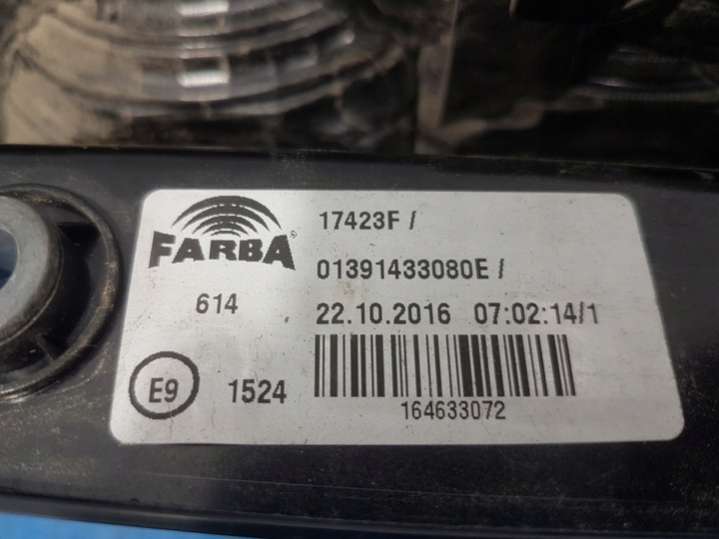 FARBA®
614
17423F /
01391433080E /
22.10.2016 07:02:14/1
E9 1524
164633072